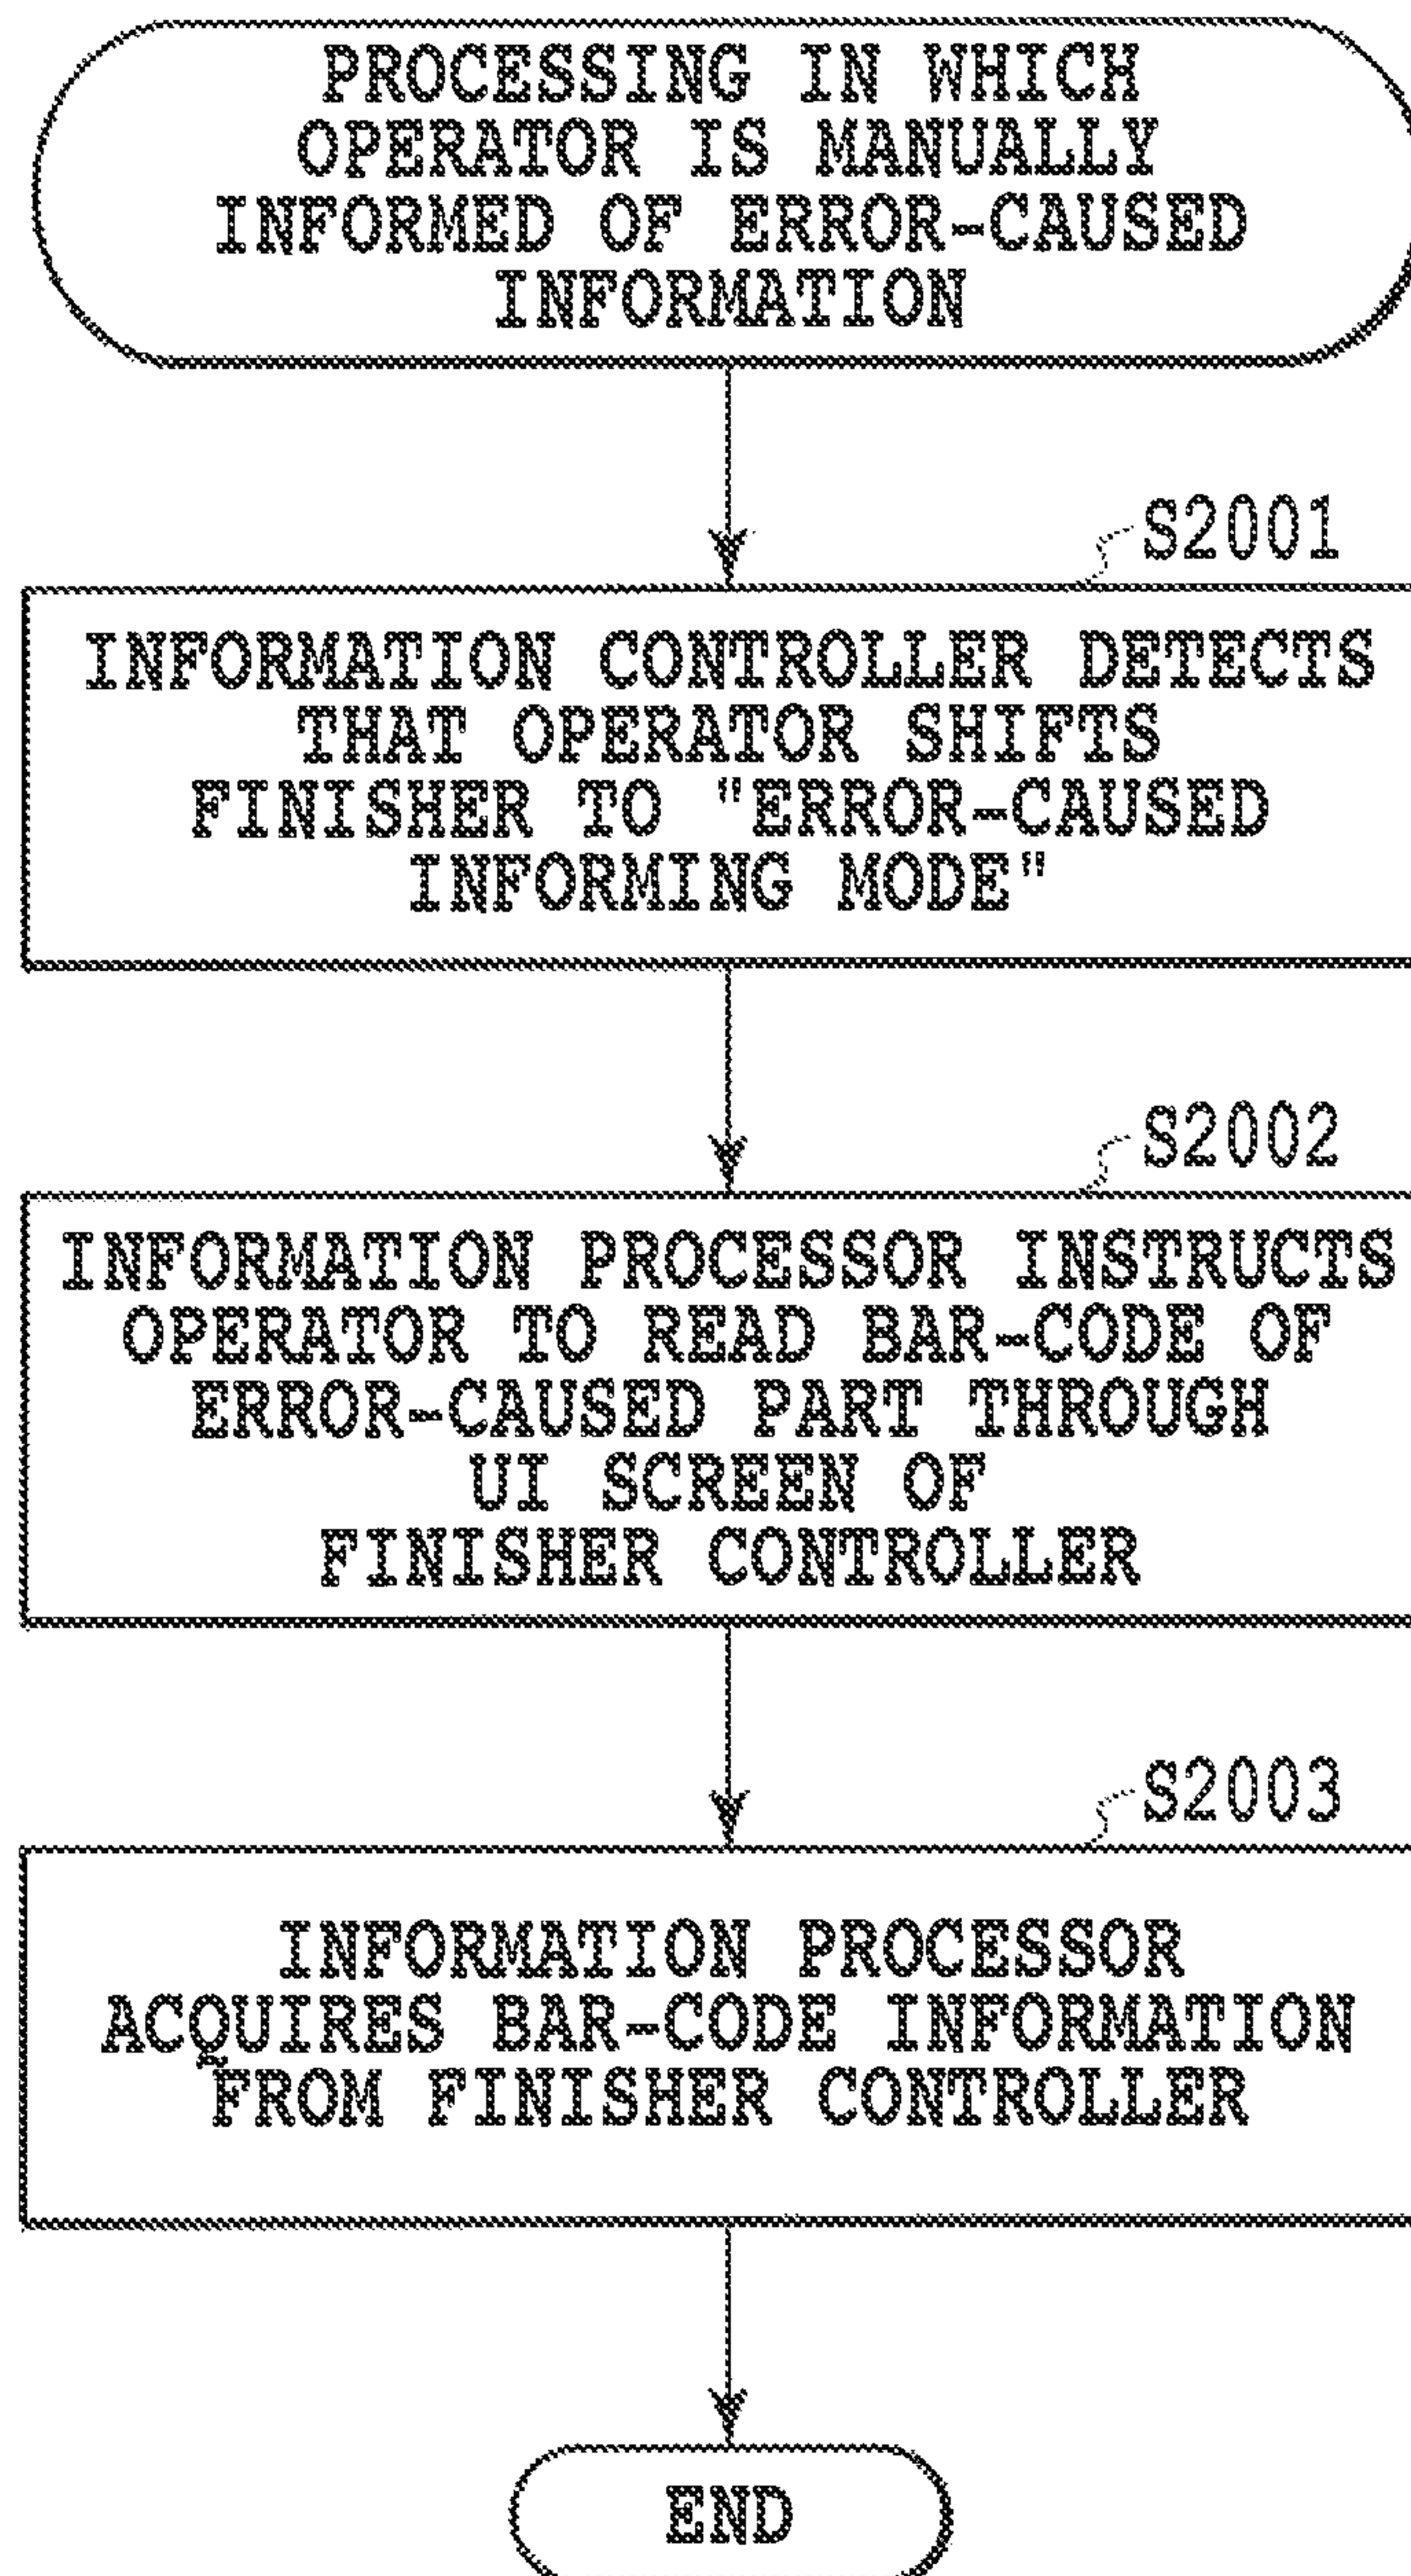 PROCESSING IN WHICH
OPERATOR IS MANUALLY
INFORMED OF ERROR-CAUSED
INFORMATION
S2001
INFORMATION CONTROLLER DETECTS
THAT OPERATOR SHIFTS
FINISHER TO "ERROR-CAUSED
INFORMING MODE"
S2002
INFORMATION PROCESSOR INSTRUCTS
OPERATOR TO READ BAR-CODE OF
ERROR-CAUSED PART THROUGH
UI SCREEN OF
FINISHER CONTROLLER
S2003
INFORMATION PROCESSOR
ACQUIRES BAR-CODE INFORMATION
FROM FINISHER CONTROLLER
END